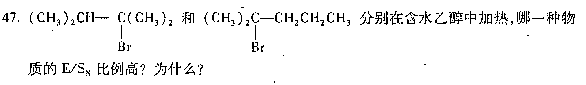 47. (CH₃)₂CH—C(CH₃)₂ 和 (CH₃)₂C—CH₂CH₂CH₃ 分别在含水乙醇中加热,哪一种物
Br Br
质的 E/Sɴ 比例高? 为什么?